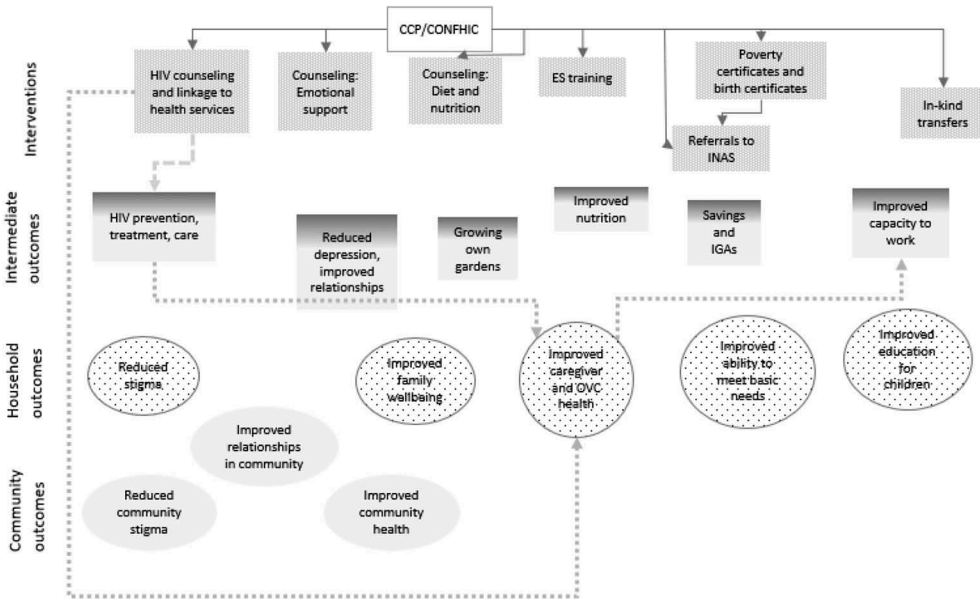 CCP/CONFHIC
Interventions
HIV counseling
and linkage to
health services
Counseling:
Emotional
support
Counseling:
Diet and
nutrition
ES training
Poverty
certificates and
birth certificates
Referrals to
INAS
In-kind
transfers
Intermediate
outcomes
HIV prevention,
treatment, care
Reduced
depression,
improved
relationships
Growing
own
gardens
Improved
nutrition
Savings
and
IGAs
Improved
capacity to
work
Household
outcomes
Reduced
stigma
Improved
family
wellbeing
Improved
caregiver
and OVC
health
Improved
ability to
meet basic
needs
Improved
education
for
children
Community
outcomes
Improved
relationships
in community
Reduced
community
stigma
Improved
community
health